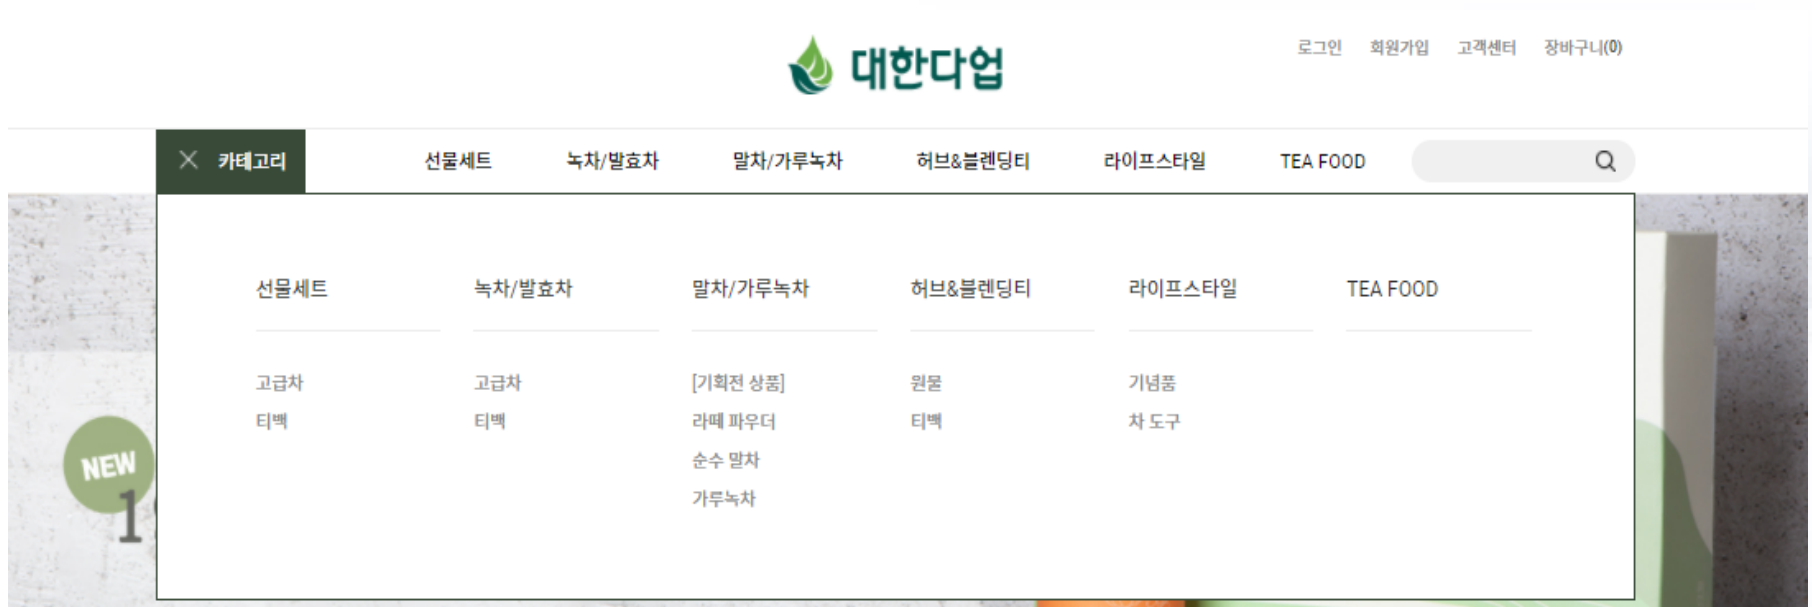 대한다업
로그인 회원가입 고객센터 장바구니(0)
카테고리 선물세트 녹차/발효차 말차/가루녹차 허브&블렌딩티 라이프스타일 TEA FOOD
선물세트
고급차
티백
녹차/발효차
고급차
티백
말차/가루녹차
[기획전 상품]
라떼 파우더
순수 말차
가루녹차
허브&블렌딩티
원물
티백
라이프스타일
기념품
차 도구
TEA FOOD
NEW